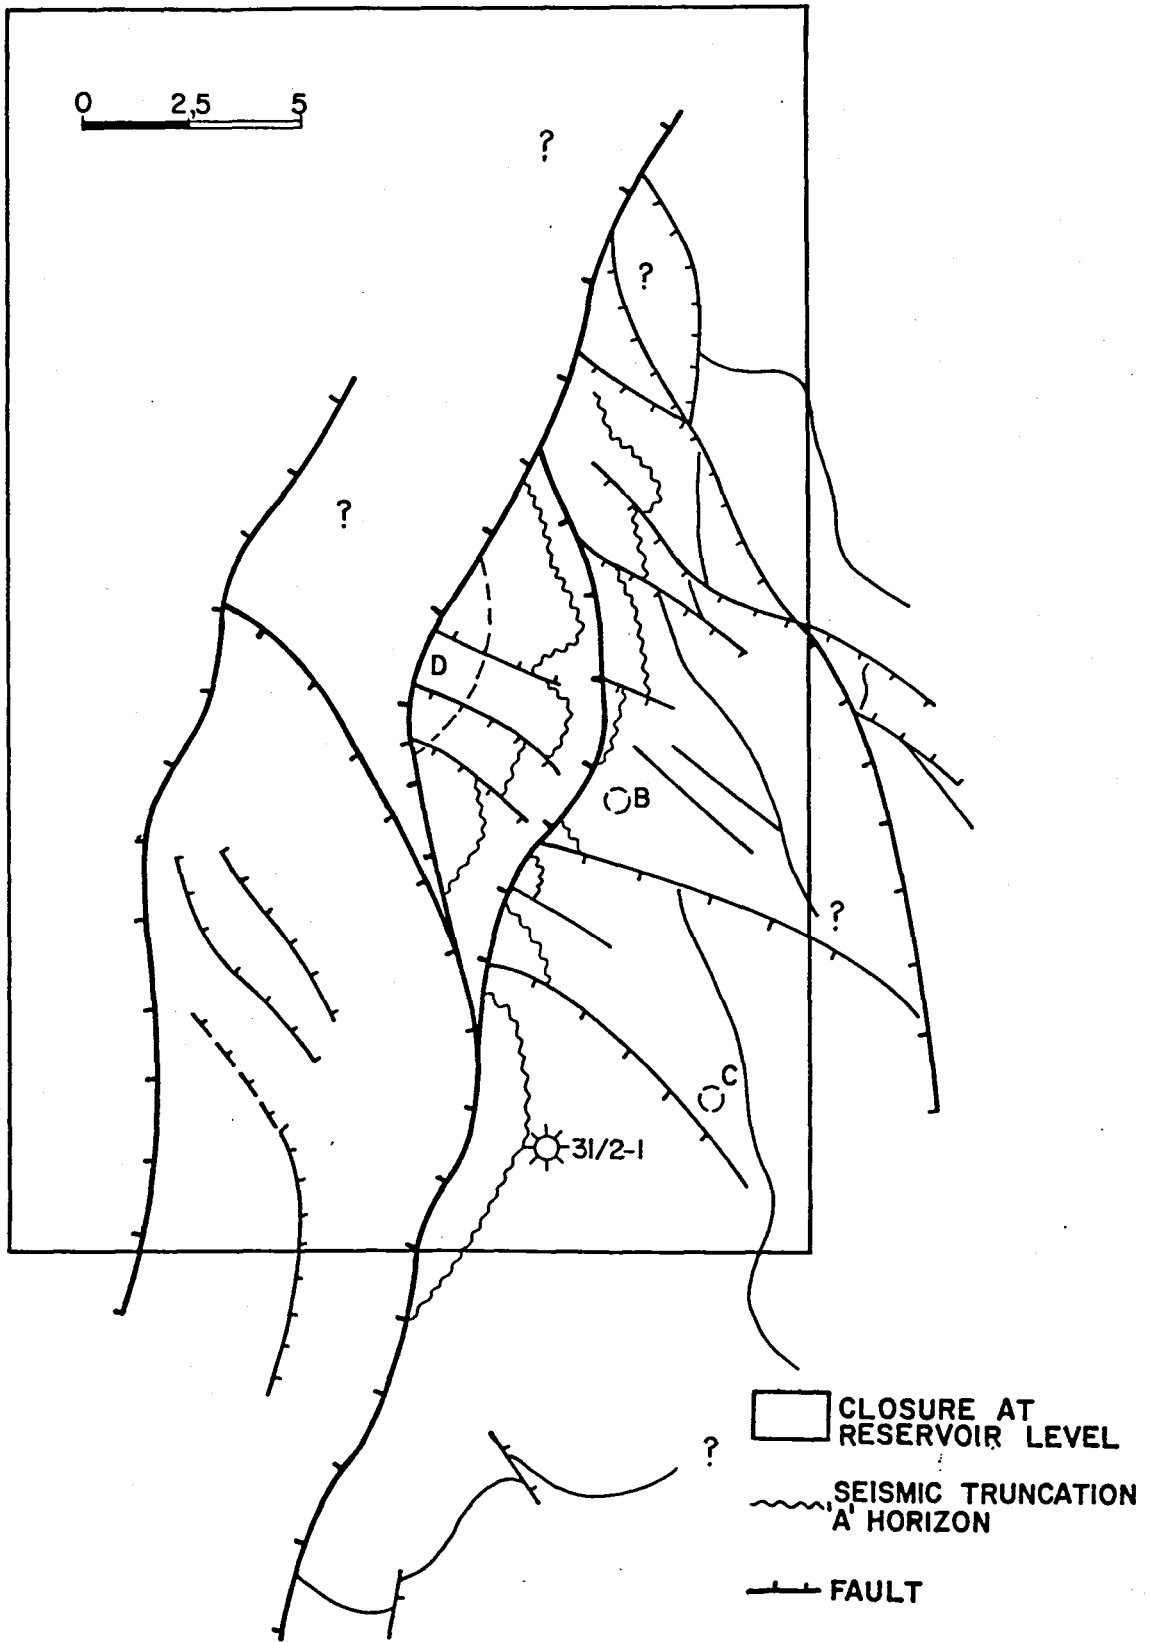 0 2,5 5
?
?
?
D
B
?
C
31/2-1
?
CLOSURE AT
RESERVOIR LEVEL
SEISMIC TRUNCATION
'A' HORIZON
FAULT